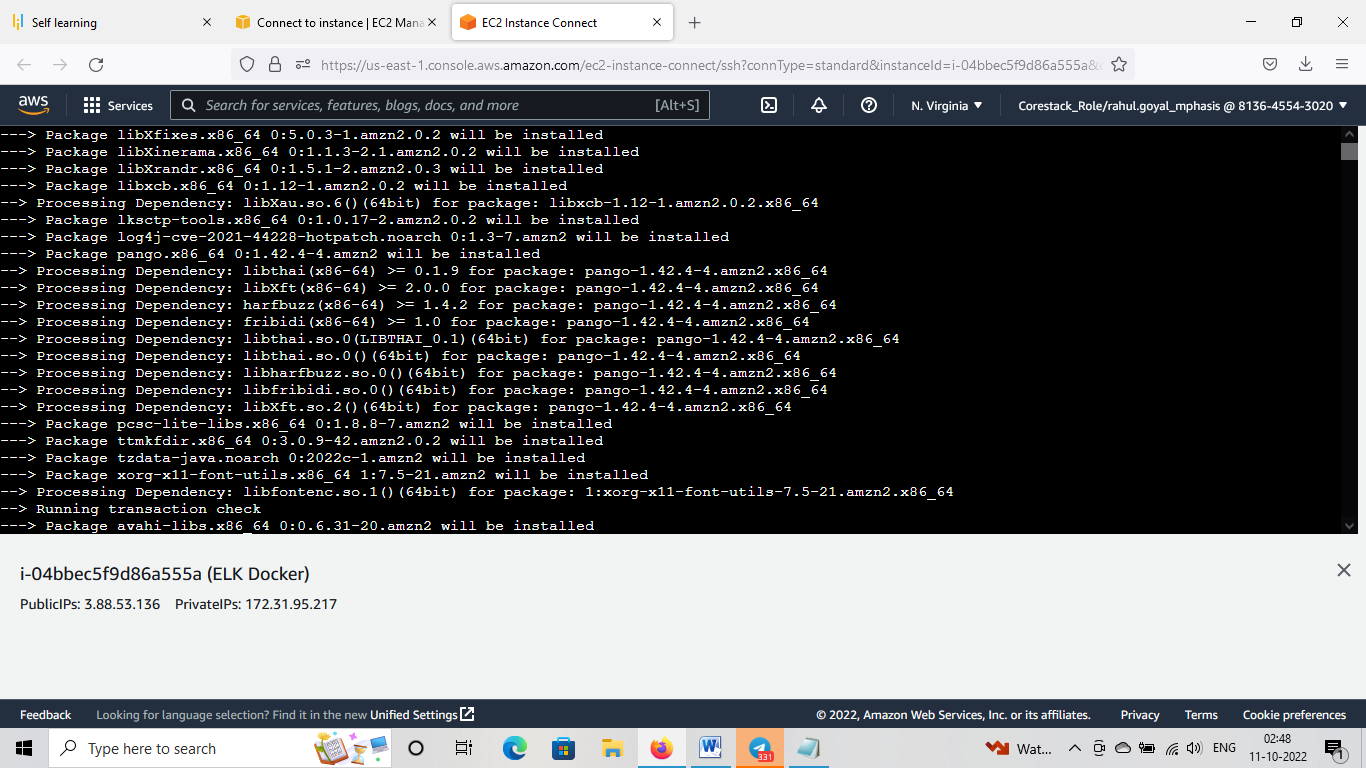 Self learning
Connect to instance | EC2 Mana
EC2 Instance Connect
https://us-east-1.console.aws.amazon.com/ec2-instance-connect/ssh?connType=standard&instanceId=i-04bbec5f9d86a555a&
aws
Services
Search for services, features, blogs, docs, and more
[Alt+S]
N. Virginia
Corestack_Role/rahul.goyal_mphasis @ 8136-4554-3020
---> Package libXfixes.x86_64 0:5.0.3-1.amzn2.0.2 will be installed
---> Package libXinerama.x86_64 0:1.1.3-2.1.amzn2.0.2 will be installed
---> Package libXrandr.x86_64 0:1.5.1-2.amzn2.0.3 will be installed
---> Package libxcb.x86_64 0:1.12-1.amzn2.0.2 will be installed
--> Processing Dependency: libXau.so.6()(64bit) for package: libxcb-1.12-1.amzn2.0.2.x86_64
---> Package lksctp-tools.x86_64 0:1.0.17-2.amzn2.0.2 will be installed
---> Package log4j-cve-2021-44228-hotpatch.noarch 0:1.3-7.amzn2 will be installed
---> Package pango.x86_64 0:1.42.4-4.amzn2 will be installed
--> Processing Dependency: libthai(x86-64) >= 0.1.9 for package: pango-1.42.4-4.amzn2.x86_64
--> Processing Dependency: libXft(x86-64) >= 2.0.0 for package: pango-1.42.4-4.amzn2.x86_64
--> Processing Dependency: harfbuzz(x86-64) >= 1.4.2 for package: pango-1.42.4-4.amzn2.x86_64
--> Processing Dependency: fribidi(x86-64) >= 1.0 for package: pango-1.42.4-4.amzn2.x86_64
--> Processing Dependency: libthai.so.0(LIBTHAI_0.1)(64bit) for package: pango-1.42.4-4.amzn2.x86_64
--> Processing Dependency: libthai.so.0()(64bit) for package: pango-1.42.4-4.amzn2.x86_64
--> Processing Dependency: libharfbuzz.so.0()(64bit) for package: pango-1.42.4-4.amzn2.x86_64
--> Processing Dependency: libfribidi.so.0()(64bit) for package: pango-1.42.4-4.amzn2.x86_64
--> Processing Dependency: libXft.so.2()(64bit) for package: pango-1.42.4-4.amzn2.x86_64
---> Package pcsc-lite-libs.x86_64 0:1.8.8-7.amzn2 will be installed
---> Package ttmkfdir.x86_64 0:3.0.9-42.amzn2.0.2 will be installed
---> Package tzdata-java.noarch 0:2022c-1.amzn2 will be installed
---> Package xorg-x11-font-utils.x86_64 1:7.5-21.amzn2 will be installed
--> Processing Dependency: libfontenc.so.1()(64bit) for package: 1:xorg-x11-font-utils-7.5-21.amzn2.x86_64
--> Running transaction check
---> Package avahi-libs.x86_64 0:0.6.31-20.amzn2 will be installed
i-04bbec5f9d86a555a (ELK Docker)
PublicIPs: 3.88.53.136 PrivateIPs: 172.31.95.217
Feedback
Looking for language selection? Find it in the new Unified Settings
© 2022, Amazon Web Services, Inc. or its affiliates.
Privacy
Terms
Cookie preferences
Type here to search
331
Wat...
ENG
02:48
11-10-2022
1